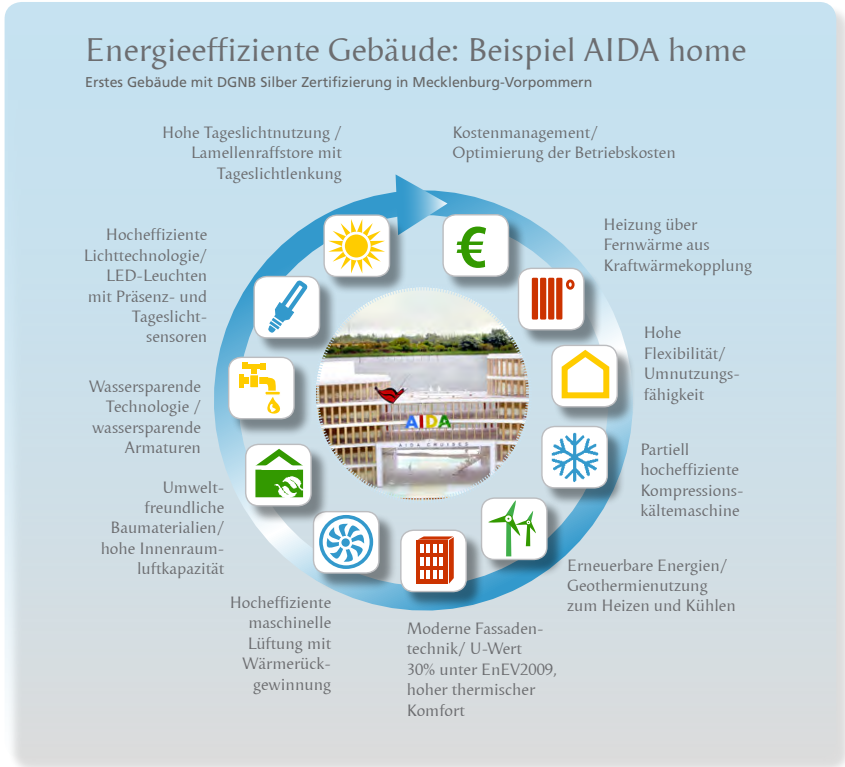 Energieeffiziente Gebäude: Beispiel AIDA home
Erstes Gebäude mit DGNB Silber Zertifizierung in Mecklenburg-Vorpommern
Hohe Tageslichtnutzung /
Lamellenraffstore mit
Tageslichtlenkung
Kostenmanagement/
Optimierung der Betriebskosten
Heizung über
Fernwärme aus
Kraftwärmekopplung
Hohe
Flexibilität/
Umnutzungs-
fähigkeit
Partiell
hocheffiziente
Kompressions-
kältemaschine
Erneuerbare Energien/
Geothermienutzung
zum Heizen und Kühlen
Moderne Fassaden-
technik/ U-Wert
30% unter EnEV2009,
hoher thermischer
Komfort
Hocheffiziente
maschinelle
Lüftung mit
Wärmerück-
gewinnung
Umwelt-
freundliche
Baumaterialien/
hohe Innenraum-
luftkapazität
Wassersparende
Technologie /
wassersparende
Armaturen
Hocheffiziente
Lichttechnologie/
LED-Leuchten
mit Präsenz- und
Tageslicht-
sensoren
€
AIDA
AIDA CRUISES